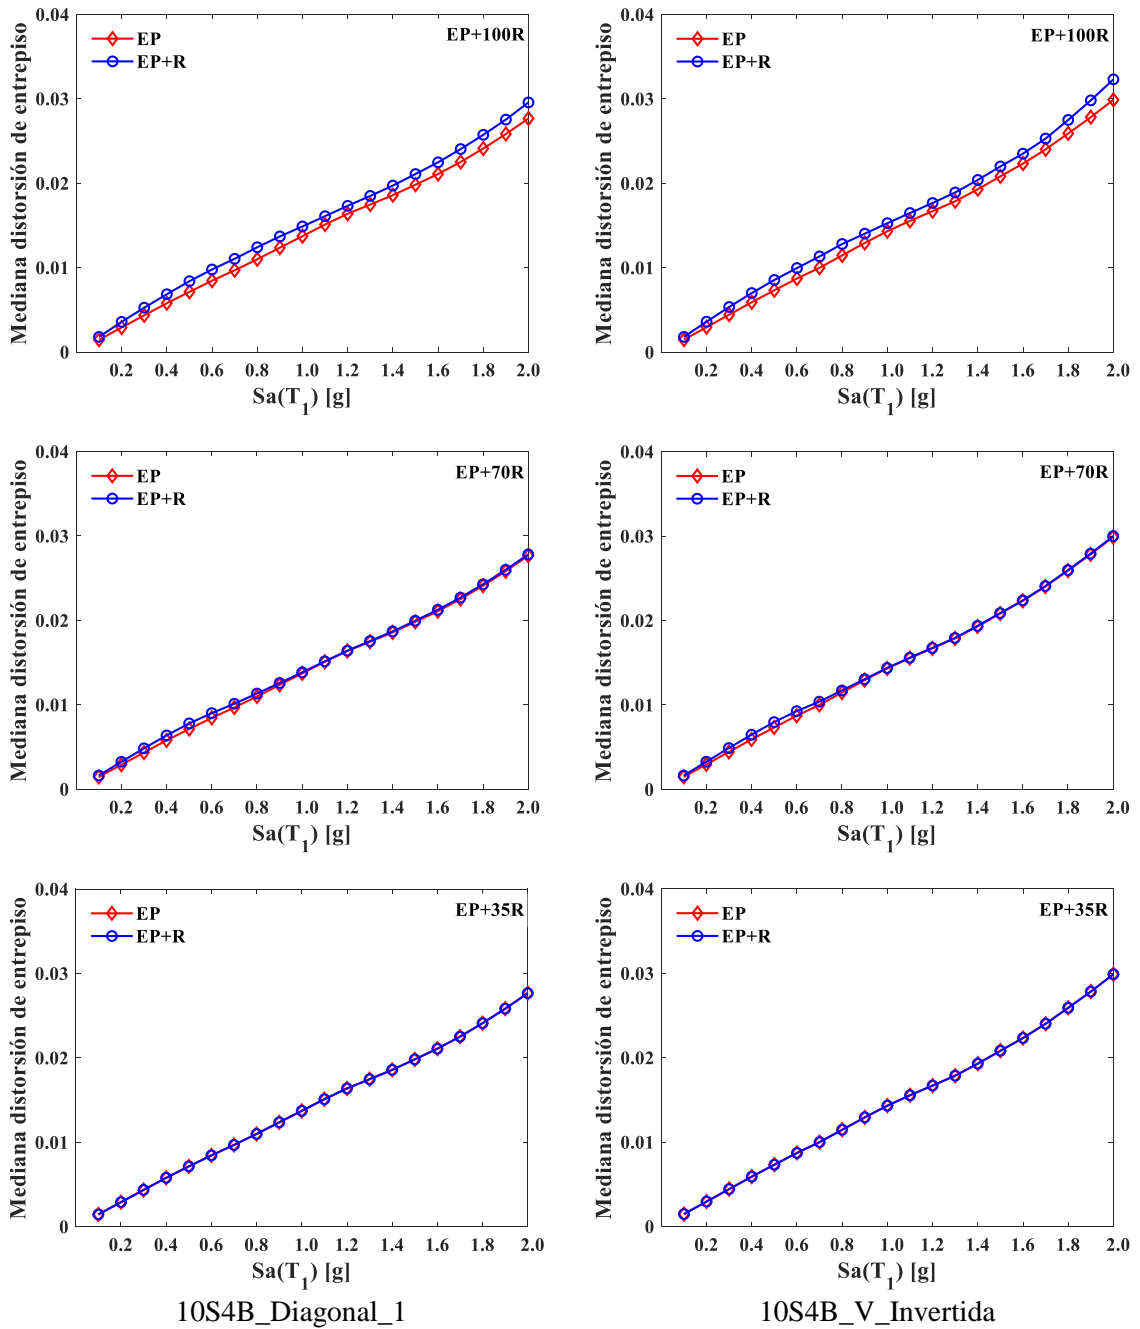 Mediana distorsión de entrepiso
0.04
0.03
0.02
0.01
0
EP
EP+R
EP+100R
0.2 0.4 0.6 0.8 1.0 1.2 1.4 1.6 1.8 2.0
Sa(T1) [g]
Mediana distorsión de entrepiso
0.04
0.03
0.02
0.01
0
EP
EP+R
EP+100R
0.2 0.4 0.6 0.8 1.0 1.2 1.4 1.6 1.8 2.0
Sa(T1) [g]
Mediana distorsión de entrepiso
0.04
0.03
0.02
0.01
0
EP
EP+R
EP+70R
0.2 0.4 0.6 0.8 1.0 1.2 1.4 1.6 1.8 2.0
Sa(T1) [g]
Mediana distorsión de entrepiso
0.04
0.03
0.02
0.01
0
EP
EP+R
EP+70R
0.2 0.4 0.6 0.8 1.0 1.2 1.4 1.6 1.8 2.0
Sa(T1) [g]
Mediana distorsión de entrepiso
0.04
0.03
0.02
0.01
0
EP
EP+R
EP+35R
0.2 0.4 0.6 0.8 1.0 1.2 1.4 1.6 1.8 2.0
Sa(T1) [g]
10S4B_Diagonal_1
Mediana distorsión de entrepiso
0.04
0.03
0.02
0.01
0
EP
EP+R
EP+35R
0.2 0.4 0.6 0.8 1.0 1.2 1.4 1.6 1.8 2.0
Sa(T1) [g]
10S4B_V_Invertida